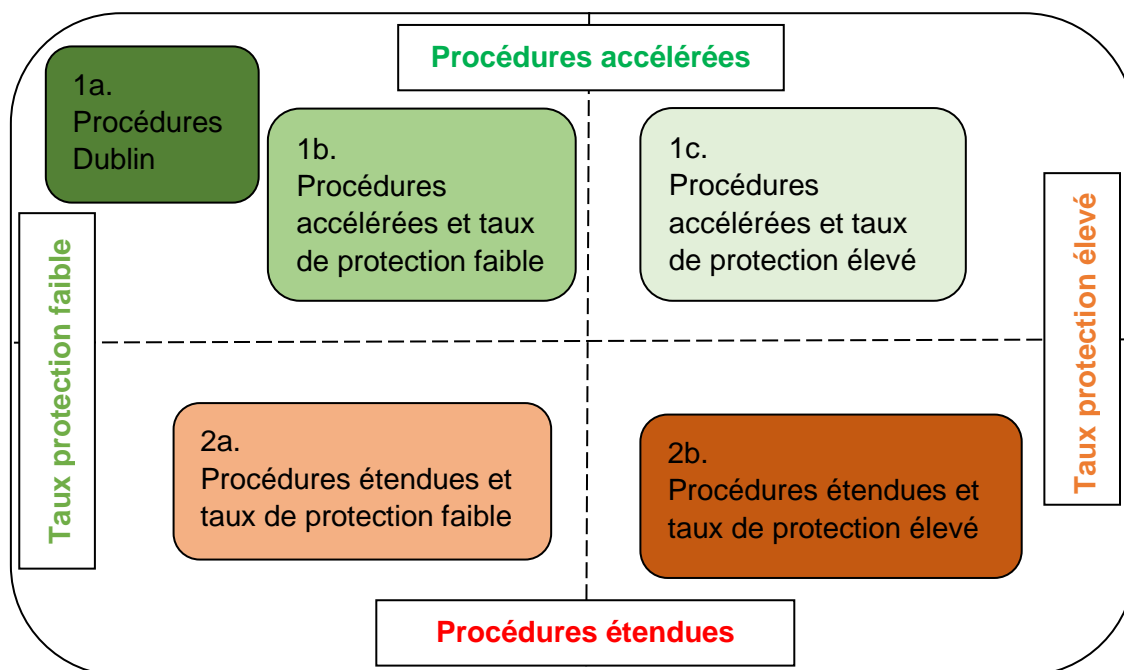 Procédures accélérées
1a.
Procédures
Dublin
1b.
Procédures
accélérées et taux
de protection faible
1c.
Procédures
accélérées et taux
de protection élevé
Taux protection faible
Taux protection élevé
2a.
Procédures étendues et
taux de protection faible
2b.
Procédures étendues et
taux de protection élevé
Procédures étendues